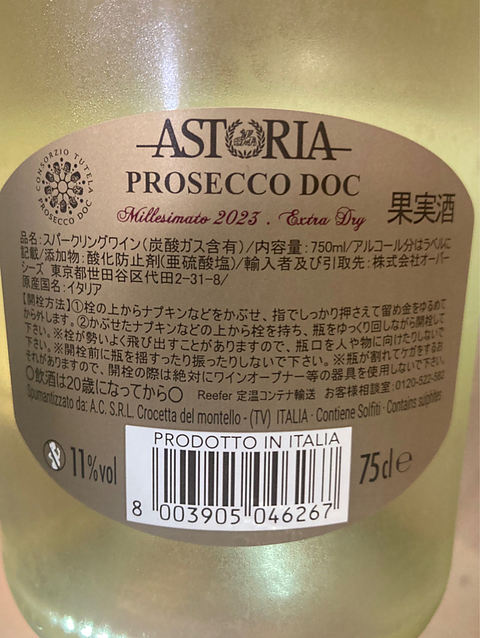 ASTORIA
CONSORZIO TUTELA PROSECCO DOC
PROSECCO DOC
Millesimato 2023 . Extra Dry
果実酒
品名:スパークリングワイン(炭酸ガス含有)/内容量:750ml/アルコール分はラベルに
記載/添加物:酸化防止剤(亜硫酸塩)/輸入者及び引取先:株式会社オーバー
シーズ 東京都世田谷区代田2-31-8/
原産国名:イタリア
【開栓方法】①栓の上からナプキンなどをかぶせ、指でしっかり押さえて留め金をゆるめて
から外します。②かぶせたナプキンなどの上から栓を持ち、瓶をゆっくり回しながら開栓して
下さい。※栓が勢いよく飛び出すことがありますので、瓶口を人や物に向けたりしないで
下さい。※開栓前に瓶を揺すったり振ったりしないで下さい。※瓶が割れてケガをするお
それがありますので、開栓の際は絶対にワインオープナー等の器具を使用しないで下さい。
○飲酒は20歳になってから○ Reefer 定温コンテナ輸送 お客様相談室:0120-522-582
Spumantizzato da: A.C. S.R.L. Crocetta del montello - (TV) ITALIA · Contiene Solfiti · Contains sulphites
PRODOTTO IN ITALIA
11%vol
75cl e
8 003905 046267